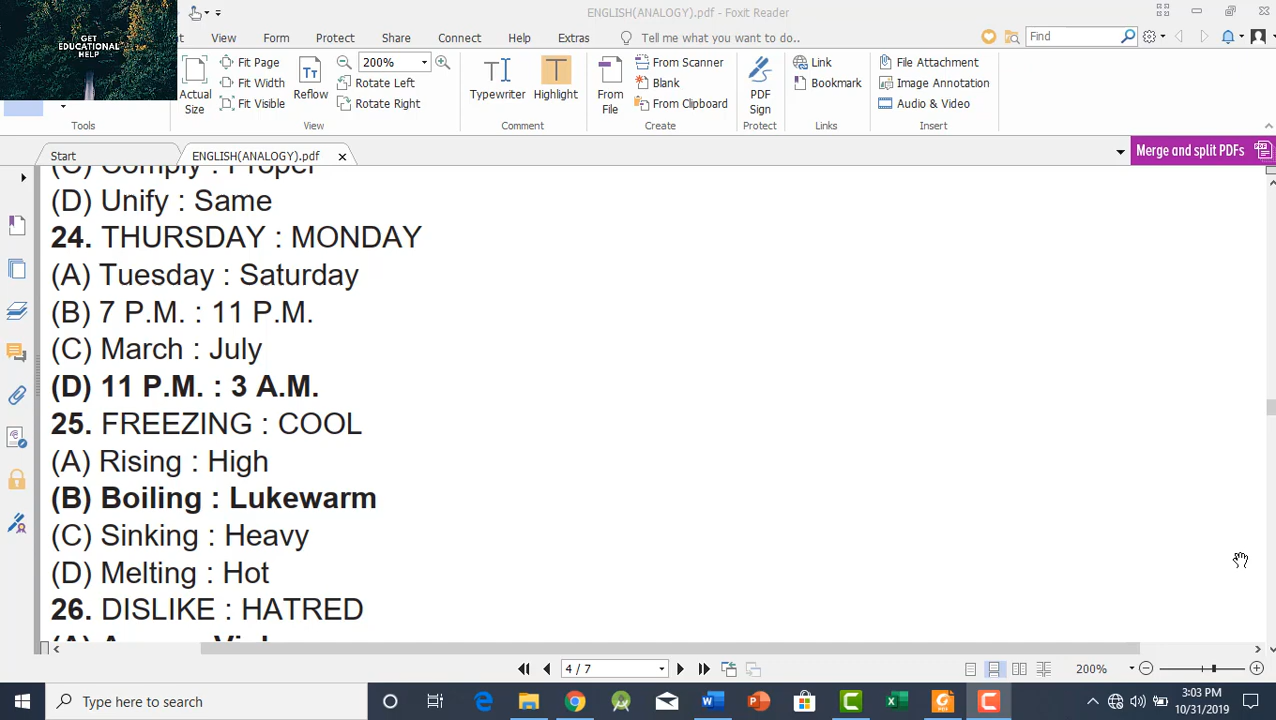 ENGLISH(ANALOGY).pdf - Foxit Reader
GET
EDUCATIONAL
HELP
View Form Protect Share Connect Help Extras Tell me what you want to do.. Find
Actual
Size
Fit Page
Fit Width
Fit Visible
Reflow
200%
Rotate Left
Rotate Right
Typewriter
Highlight
From
File
From Scanner
Blank
From Clipboard
PDF
Sign
Link
Bookmark
File Attachment
Image Annotation
Audio & Video
Tools View Comment Create Protect Links Insert
Start ENGLISH(ANALOGY).pdf Merge and split PDFs
(C) Comply : Proper
(D) Unify : Same
24. THURSDAY : MONDAY
(A) Tuesday : Saturday
(B) 7 P.M. : 11 P.M.
(C) March : July
(D) 11 P.M. : 3 A.M.
25. FREEZING : COOL
(A) Rising : High
(B) Boiling : Lukewarm
(C) Sinking : Heavy
(D) Melting : Hot
26. DISLIKE : HATRED
4 / 7 200%
Type here to search
3:03 PM
10/31/2019